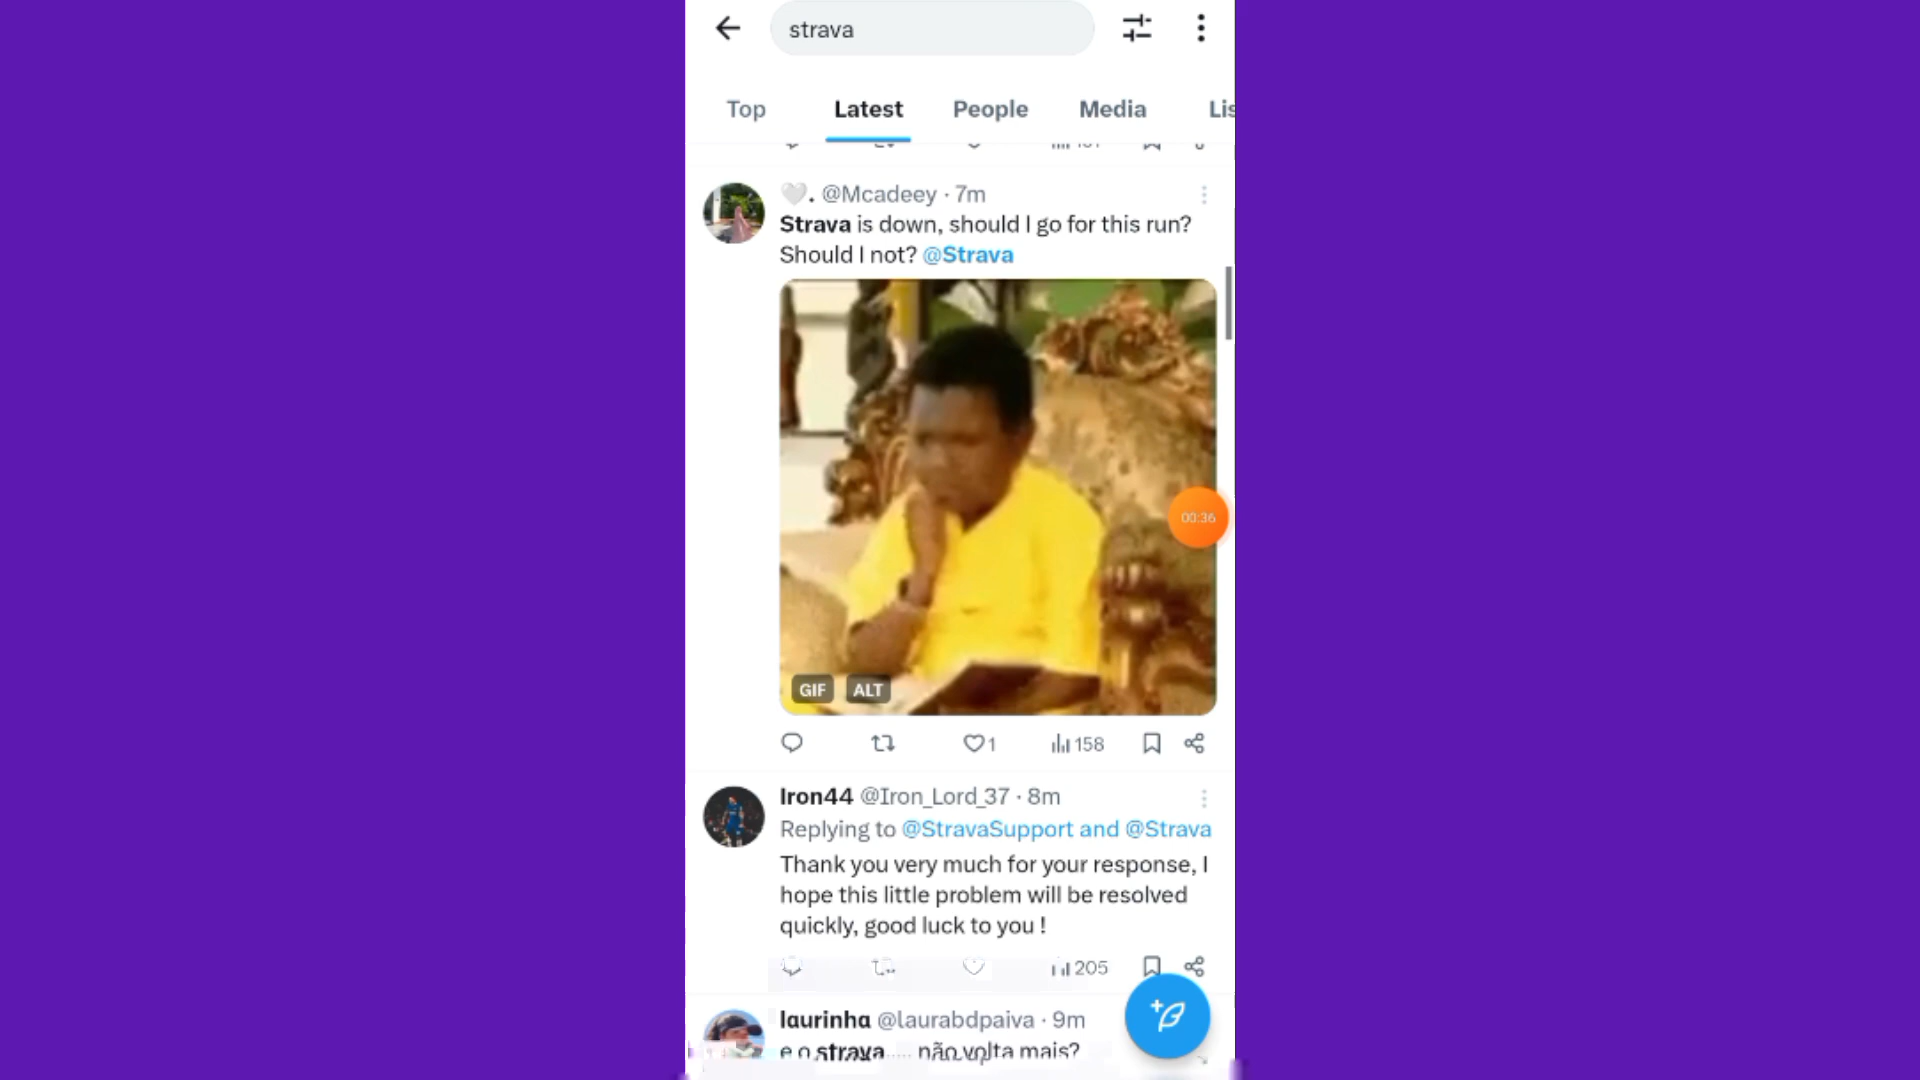 strava
Top Latest People Media Lis
🤍. @Mcadeey · 7m
Strava is down, should I go for this run?
Should I not? @Strava
00:36
GIF ALT
1 158
Iron44 @Iron_Lord_37 · 8m
Replying to @StravaSupport and @Strava
Thank you very much for your response, I
hope this little problem will be resolved
quickly, good luck to you !
205
laurinha @laurabdpaiva · 9m
e o strava ..... não volta mais?